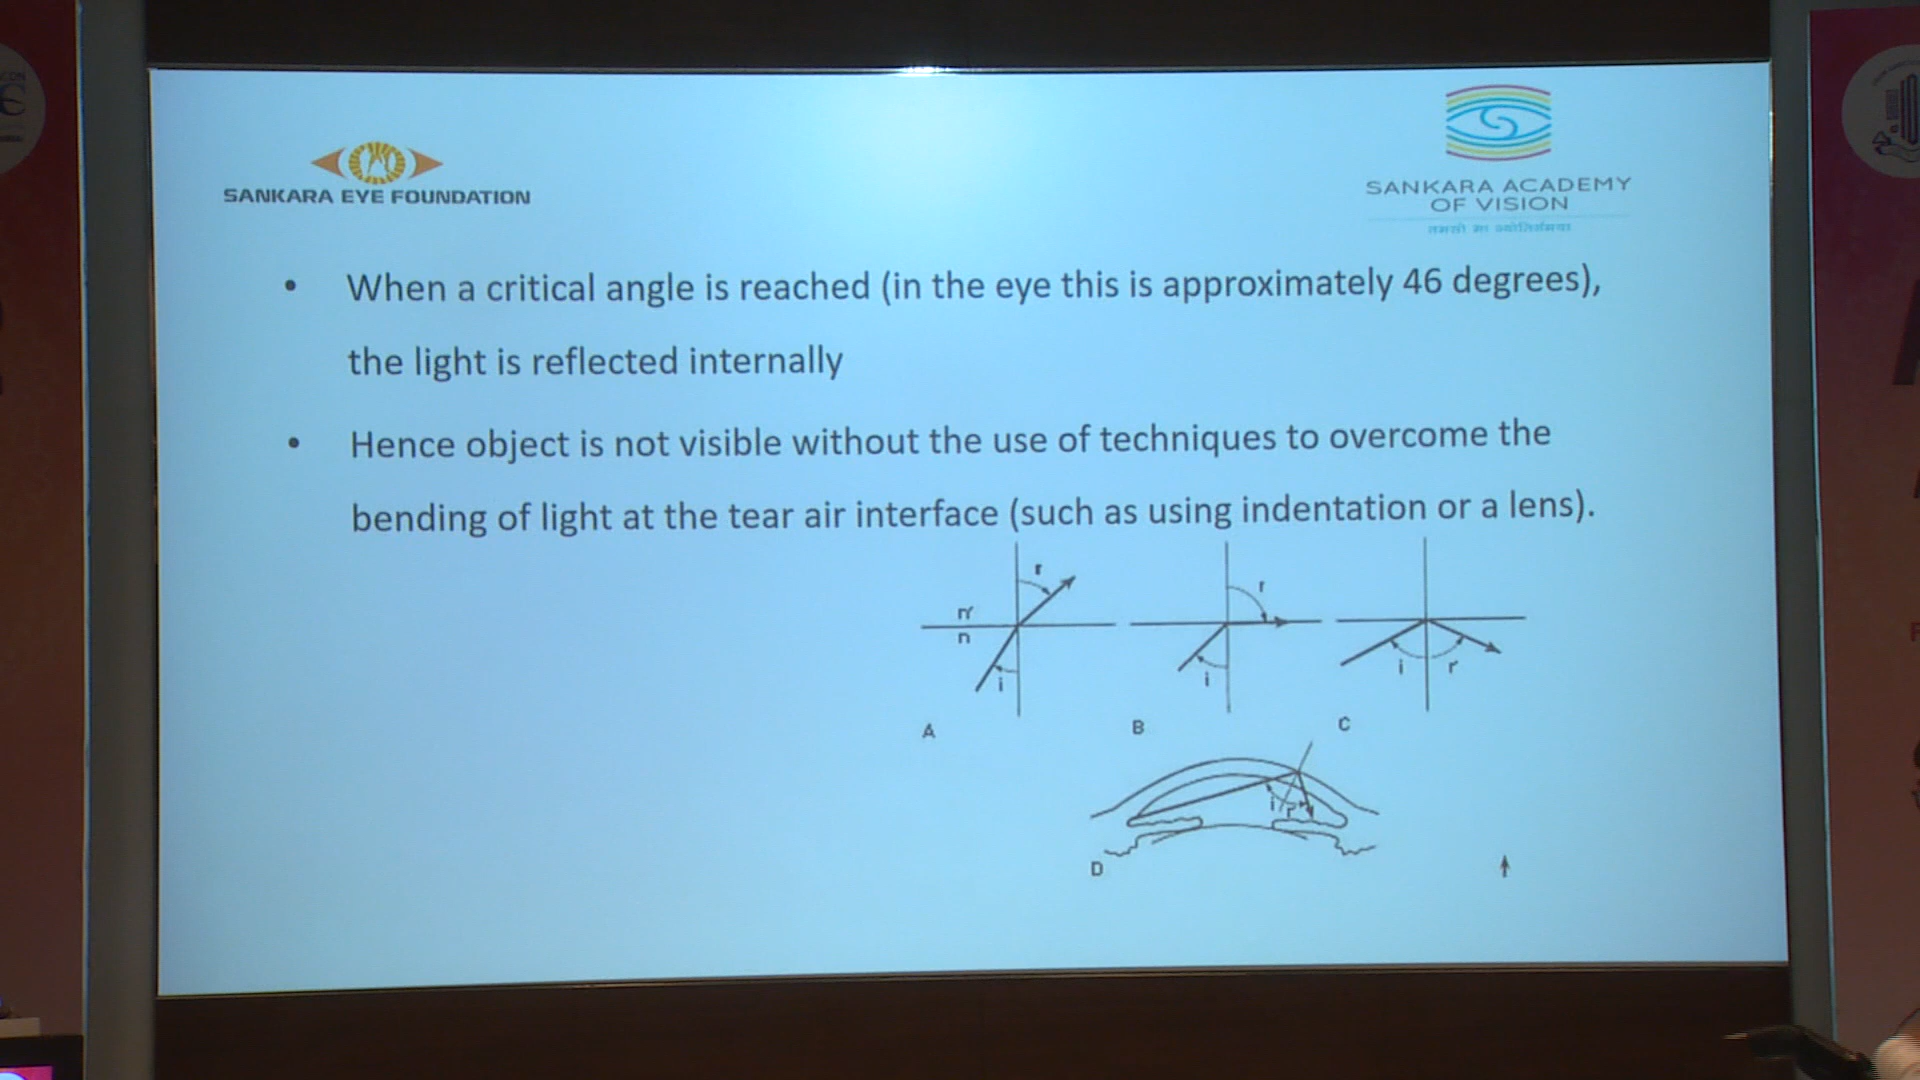 SANKARA EYE FOUNDATION
SANKARA ACADEMY
OF VISION
• When a critical angle is reached (in the eye this is approximately 46 degrees),
the light is reflected internally
• Hence object is not visible without the use of techniques to overcome the
bending of light at the tear air interface (such as using indentation or a lens).
r
n'
n
i
A
r
i
B
i r
C
i r
D